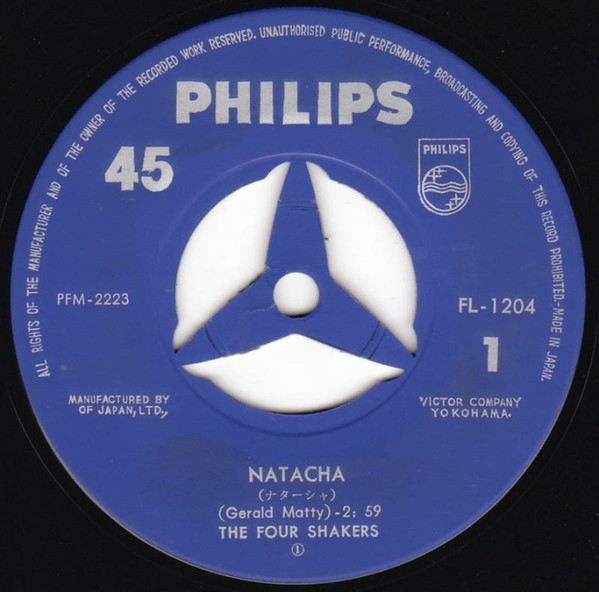 ALL RIGHTS OF THE MANUFACTURER AND OF THE OWNER OF THE RECORDED WORK RESERVED. UNAUTHORISED PUBLIC PERFORMANCE, BROADCASTING AND COPYING OF THIS RECORD PROHIBITED-MADE IN JAPAN.
PHILIPS
45
PHILIPS
PFM-2223
FL-1204
1
MANUFACTURED BY VICTOR COMPANY
OF JAPAN, LTD., YOKOHAMA.
NATACHA
(ナターシャ)
(Gerald Matty)-2:59
THE FOUR SHAKERS
①